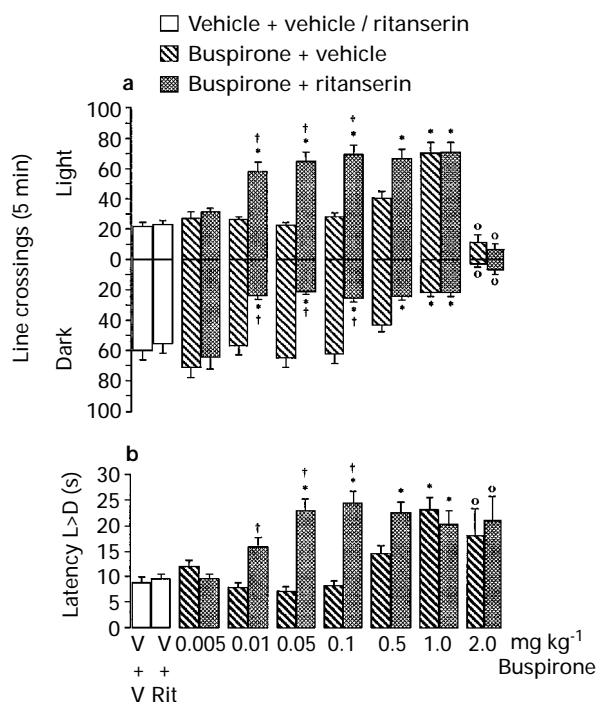 Vehicle + vehicle / ritanserin
Buspirone + vehicle
Buspirone + ritanserin
a
Line crossings (5 min)
Light
Dark
100
80
60
40
20
0
20
40
60
80
100
† * † * † * * * * o o
* † * † * † * * * o o
b
Latency L>D (s)
30
25
20
15
10
5
0
† † * † * * * * o o
V + V
V + Rit
0.005 0.01 0.05 0.1 0.5 1.0 2.0 mg kg⁻¹
Buspirone